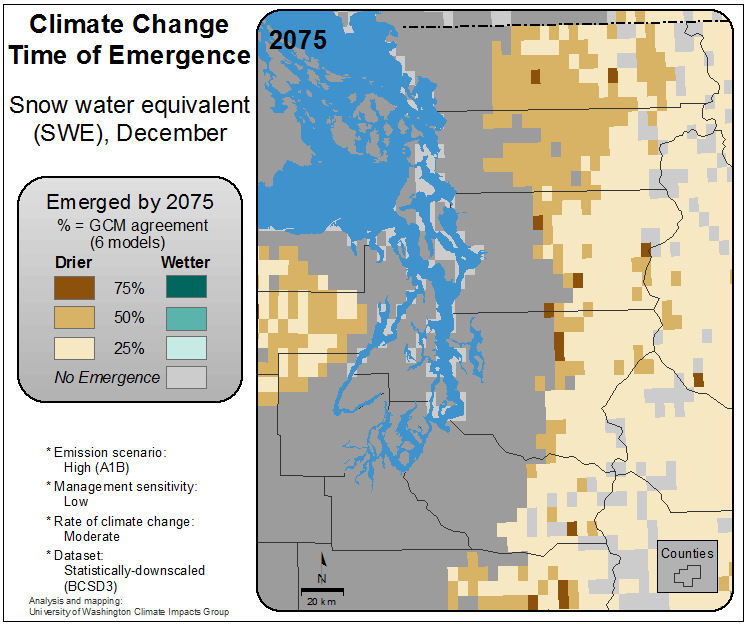 Climate Change
Time of Emergence
Snow water equivalent
(SWE), December
Emerged by 2075
% = GCM agreement
(6 models)
Drier Wetter
75%
50%
25%
No Emergence
* Emission scenario:
High (A1B)
* Management sensitivity:
Low
* Rate of climate change:
Moderate
* Dataset:
Statistically-downscaled
(BCSD3)
Analysis and mapping:
University of Washington Climate Impacts Group
2075
N
20 km
Counties